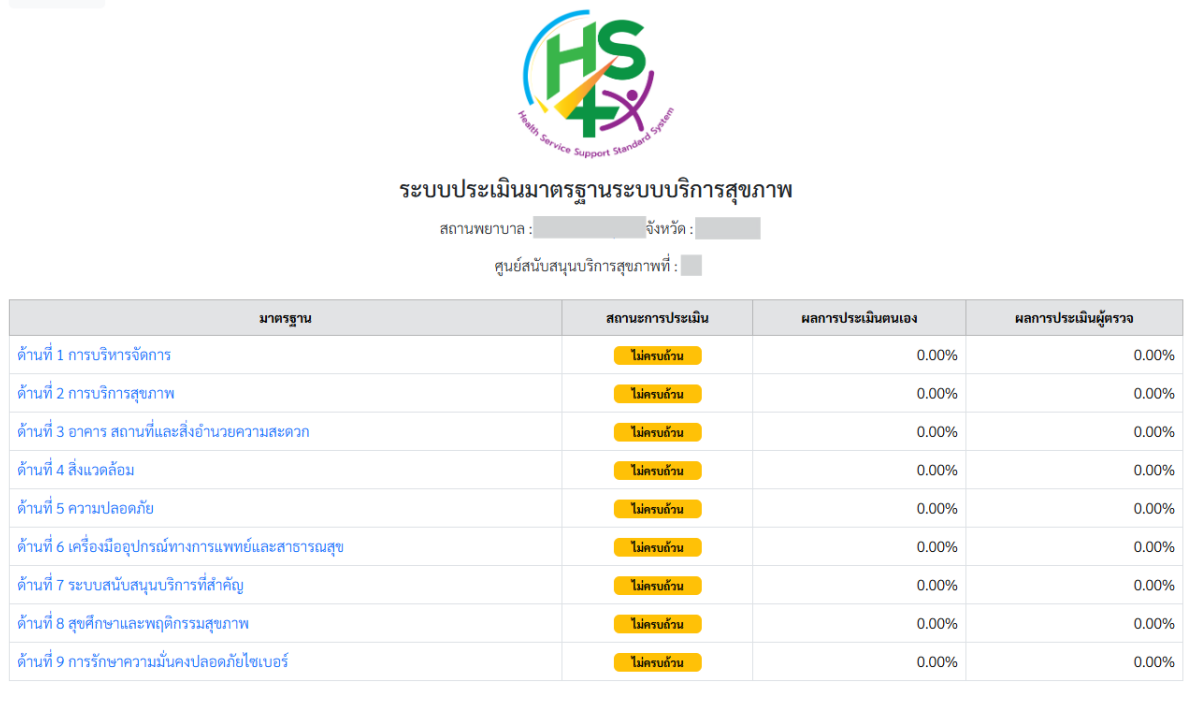 HS4
Health Service Support Standard System
ระบบประเมินมาตรฐานระบบบริการสุขภาพ
สถานพยาบาล : จังหวัด :
ศูนย์สนับสนุนบริการสุขภาพที่ :
มาตรฐาน สถานะการประเมิน ผลการประเมินตนเอง ผลการประเมินผู้ตรวจ
ด้านที่ 1 การบริหารจัดการ ไม่ครบถ้วน 0.00% 0.00%
ด้านที่ 2 การบริการสุขภาพ ไม่ครบถ้วน 0.00% 0.00%
ด้านที่ 3 อาคาร สถานที่และสิ่งอำนวยความสะดวก ไม่ครบถ้วน 0.00% 0.00%
ด้านที่ 4 สิ่งแวดล้อม ไม่ครบถ้วน 0.00% 0.00%
ด้านที่ 5 ความปลอดภัย ไม่ครบถ้วน 0.00% 0.00%
ด้านที่ 6 เครื่องมืออุปกรณ์ทางการแพทย์และสาธารณสุข ไม่ครบถ้วน 0.00% 0.00%
ด้านที่ 7 ระบบสนับสนุนบริการที่สำคัญ ไม่ครบถ้วน 0.00% 0.00%
ด้านที่ 8 สุขศึกษาและพฤติกรรมสุขภาพ ไม่ครบถ้วน 0.00% 0.00%
ด้านที่ 9 การรักษาความมั่นคงปลอดภัยไซเบอร์ ไม่ครบถ้วน 0.00% 0.00%